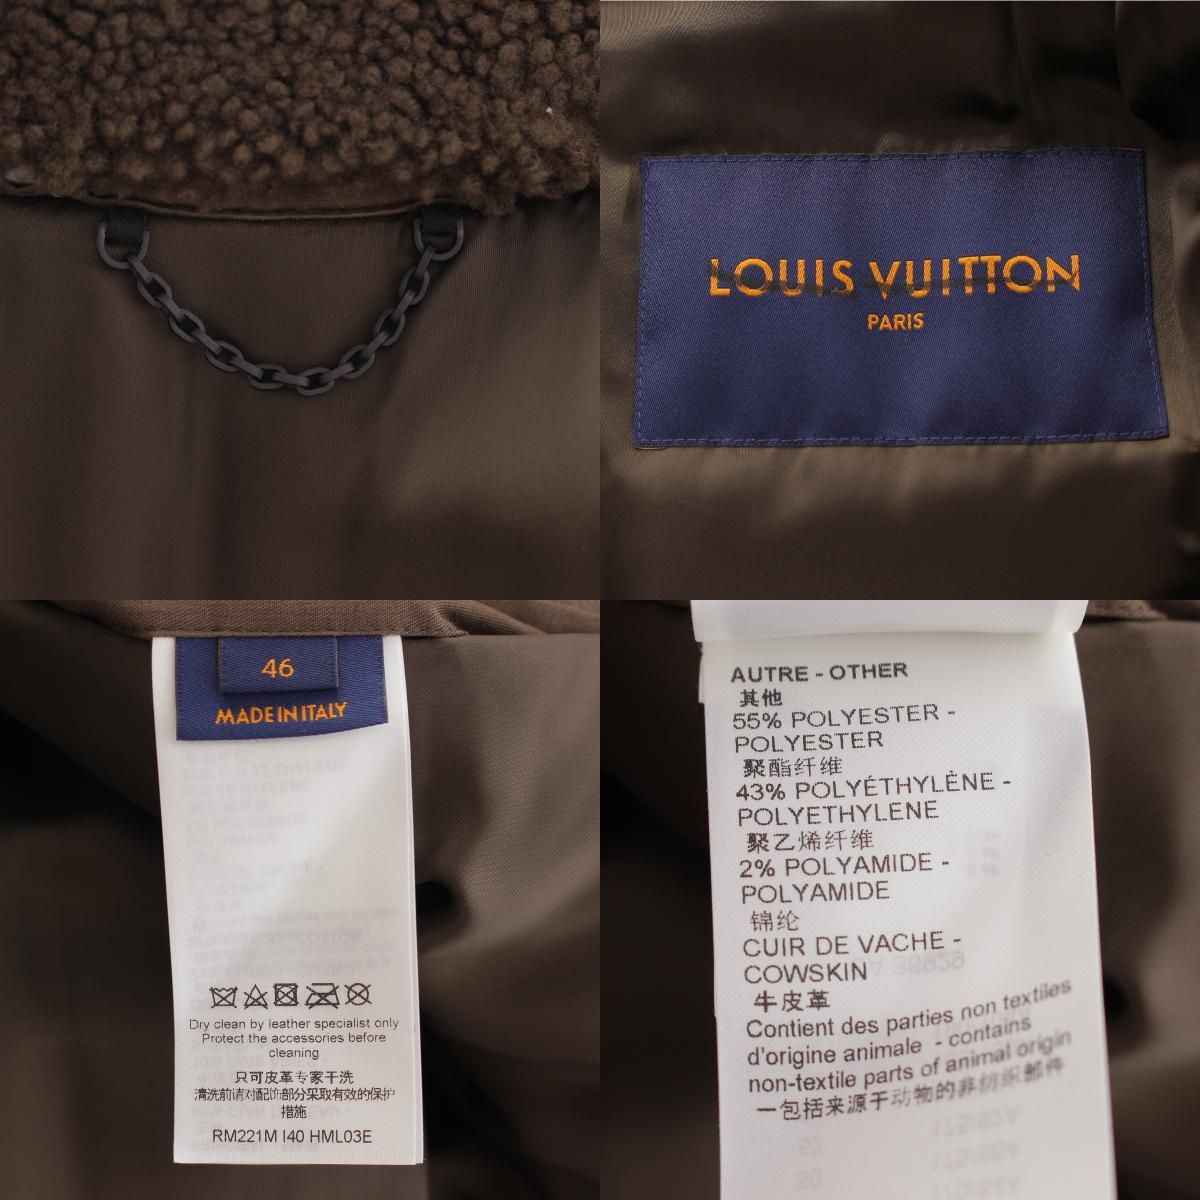 LOUIS VUITTON
PARIS
46
MADE IN ITALY
Dry clean by leather specialist only
Protect the accessories before
cleaning
只可皮革专家干洗
清洗前请对配饰部分采取有效的保护
措施
RM221M I40 HML03E
AUTRE - OTHER
其他
55% POLYESTER -
POLYESTER
聚酯纤维
43% POLYÉTHYLÈNE -
POLYETHYLENE
聚乙烯纤维
2% POLYAMIDE -
POLYAMIDE
锦纶
CUIR DE VACHE -
COWSKIN
牛皮革
Contient des parties non textiles
d'origine animale - contains
non-textile parts of animal origin
一包括来源于动物的非纺织部件